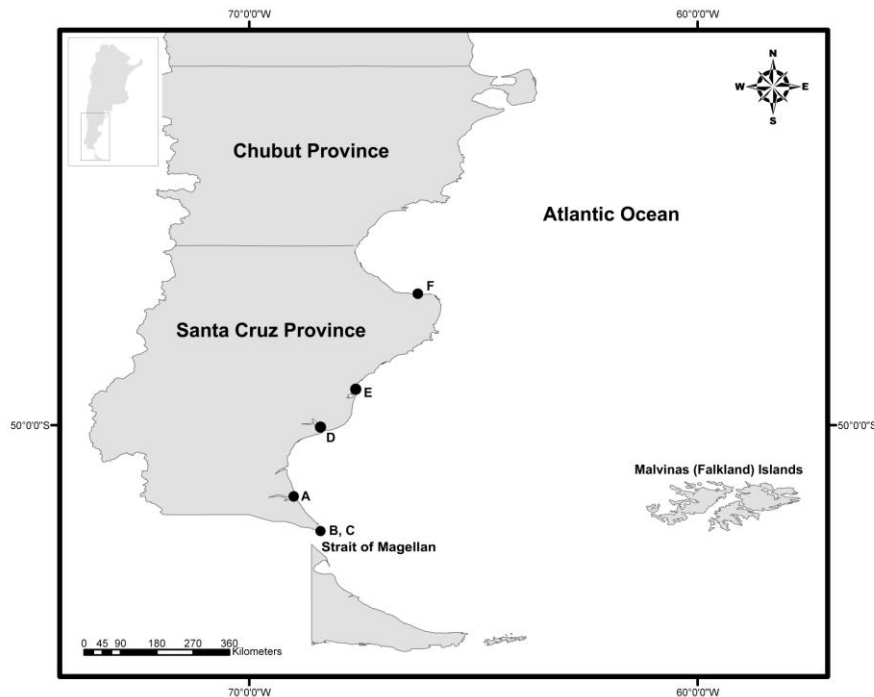 70°0'0"W 60°0'0"W
N
W E
S
Chubut Province
Atlantic Ocean
F
Santa Cruz Province
E
50°0'0"S 50°0'0"S
D
Malvinas (Falkland) Islands
A
B, C
Strait of Magellan
0 45 90 180 270 360
Kilometers
70°0'0"W 60°0'0"W